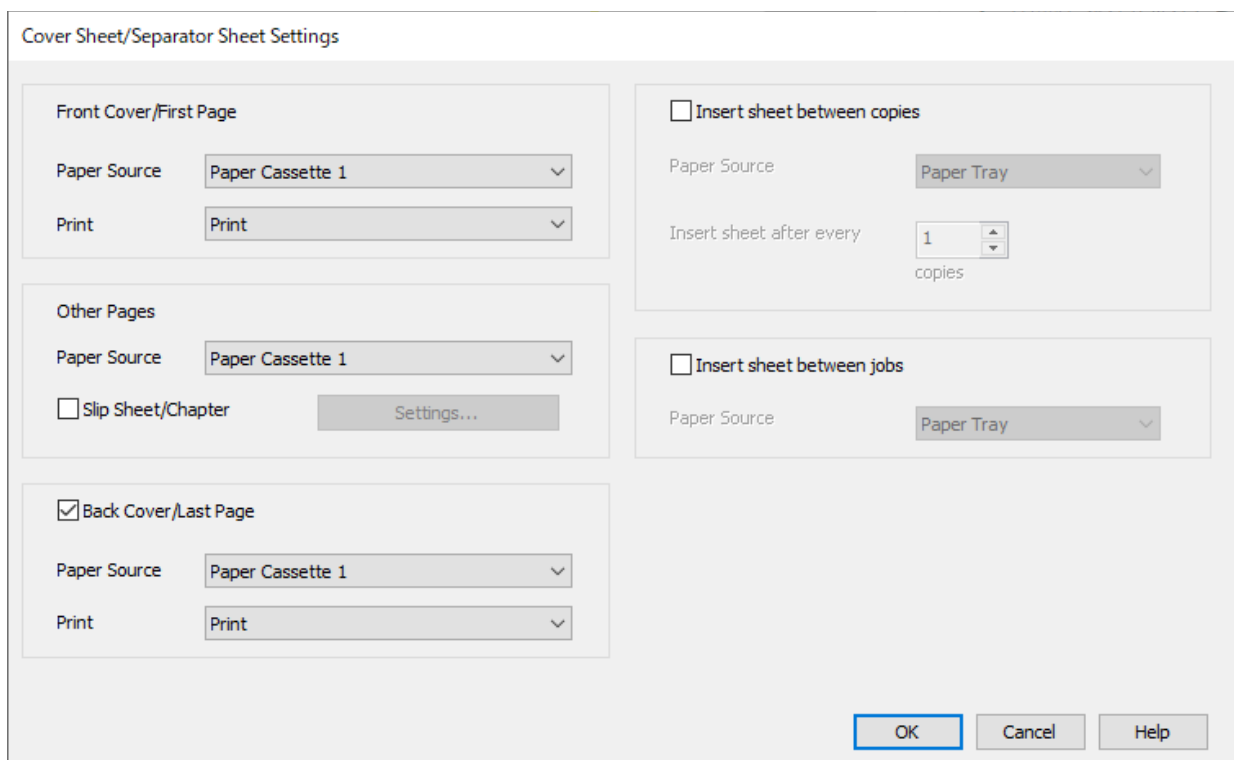 Cover Sheet/Separator Sheet Settings
Front Cover/First Page
Paper Source Paper Cassette 1
Print Print
Other Pages
Paper Source Paper Cassette 1
Slip Sheet/Chapter Settings...
Back Cover/Last Page
Paper Source Paper Cassette 1
Print Print
Insert sheet between copies
Paper Source Paper Tray
Insert sheet after every 1
copies
Insert sheet between jobs
Paper Source Paper Tray
OK Cancel Help